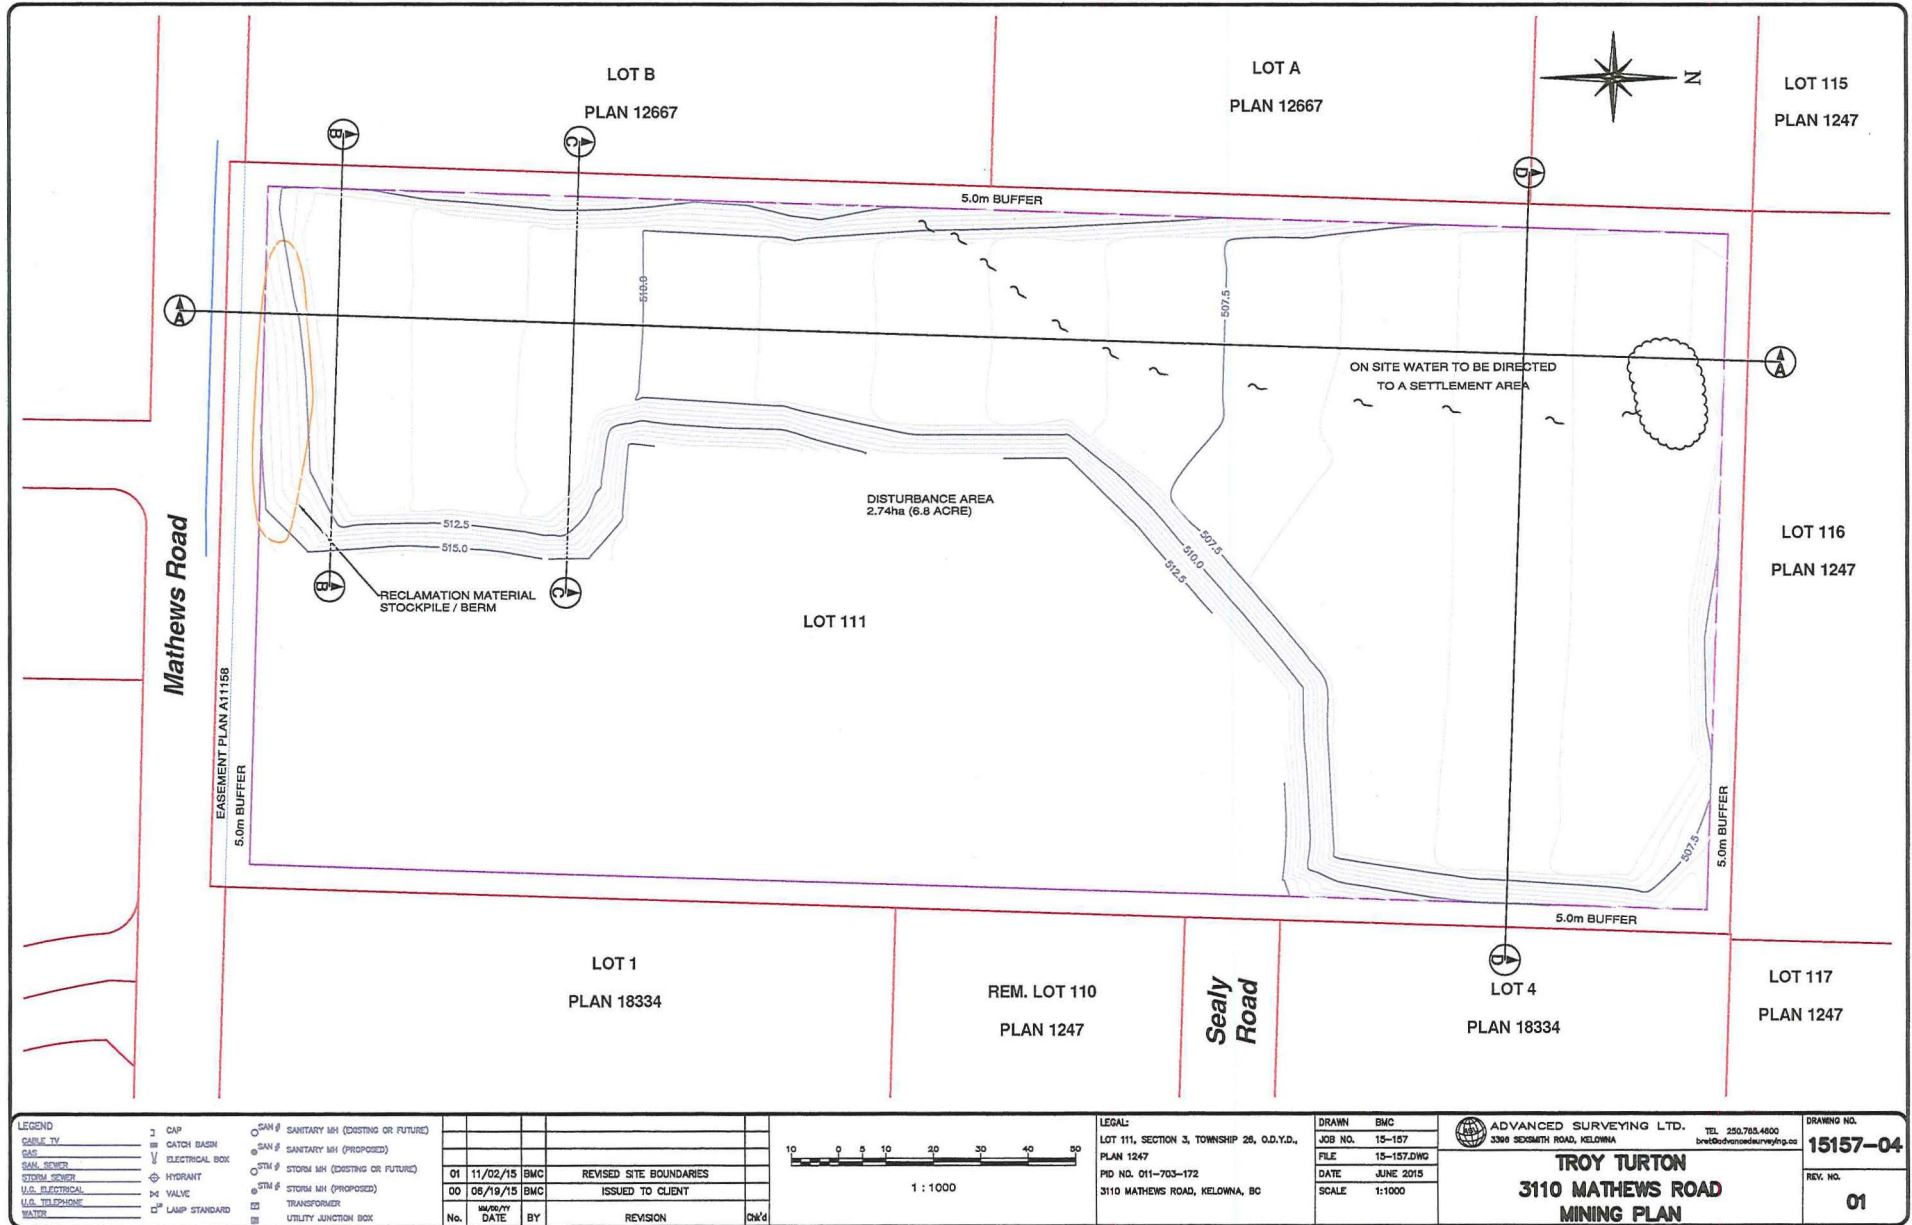 LOT B
PLAN 12667
LOT A
PLAN 12667
N
LOT 115
PLAN 1247
B
C
D
5.0m BUFFER
510.0
507.5
A
A
ON SITE WATER TO BE DIRECTED
TO A SETTLEMENT AREA
DISTURBANCE AREA
2.74ha (6.8 ACRE)
512.5
515.0
507.5
510.0
512.5
LOT 116
PLAN 1247
B
C
RECLAMATION MATERIAL
STOCKPILE / BERM
LOT 111
Mathews Road
EASEMENT PLAN A11158
5.0m BUFFER
507.5
5.0m BUFFER
5.0m BUFFER
D
LOT 1
PLAN 18334
REM. LOT 110
PLAN 1247
Sealy
Road
LOT 4
PLAN 18334
LOT 117
PLAN 1247
LEGEND
CABLE TV
GAS
SAN. SEWER
STORM SEWER
U.G. ELECTRICAL
U.G. TELEPHONE
WATER
CAP
CATCH BASIN
ELECTRICAL BOX
HYDRANT
VALVE
LAMP STANDARD
SAN SANITARY MH (EXISTING OR FUTURE)
SAN SANITARY MH (PROPOSED)
STM STORM MH (EXISTING OR FUTURE)
STM STORM MH (PROPOSED)
TRANSFORMER
UTILITY JUNCTION BOX
01 11/02/15 BMC REVISED SITE BOUNDARIES
00 06/19/15 BMC ISSUED TO CLIENT
No. MM/DD/YY DATE BY REVISION Chk'd
10 0 5 10 20 30 40 50
1 : 1000
LEGAL:
LOT 111, SECTION 3, TOWNSHIP 26, O.D.Y.D.,
PLAN 1247
PID NO. 011-703-172
3110 MATHEWS ROAD, KELOWNA, BC
DRAWN BMC
JOB NO. 15-157
FILE 15-157.DWG
DATE JUNE 2015
SCALE 1:1000
ADVANCED SURVEYING LTD.
3396 SEXSMITH ROAD, KELOWNA
TEL 250.765.4600
bret@advancedsurveying.ca
TROY TURTON
3110 MATHEWS ROAD
MINING PLAN
DRAWING NO.
15157-04
REV. NO.
01